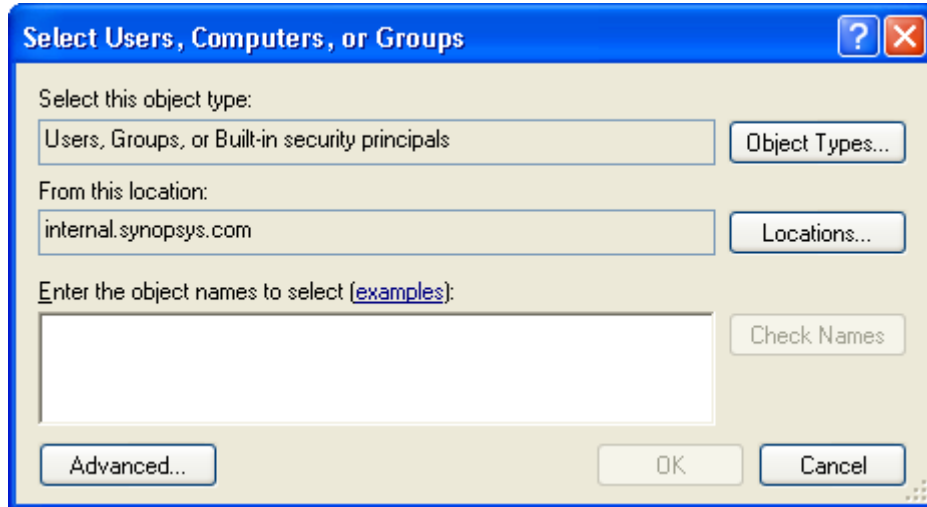 Select Users, Computers, or Groups
Select this object type:
Users, Groups, or Built-in security principals
Object Types...
From this location:
internal.synopsys.com
Locations...
Enter the object names to select (examples):
Check Names
Advanced...
OK
Cancel